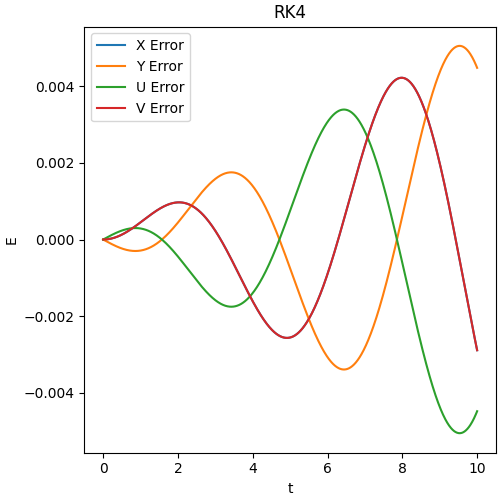 RK4
X Error
Y Error
U Error
V Error
0.004
0.002
0.000
−0.002
−0.004
E
0 2 4 6 8 10
t